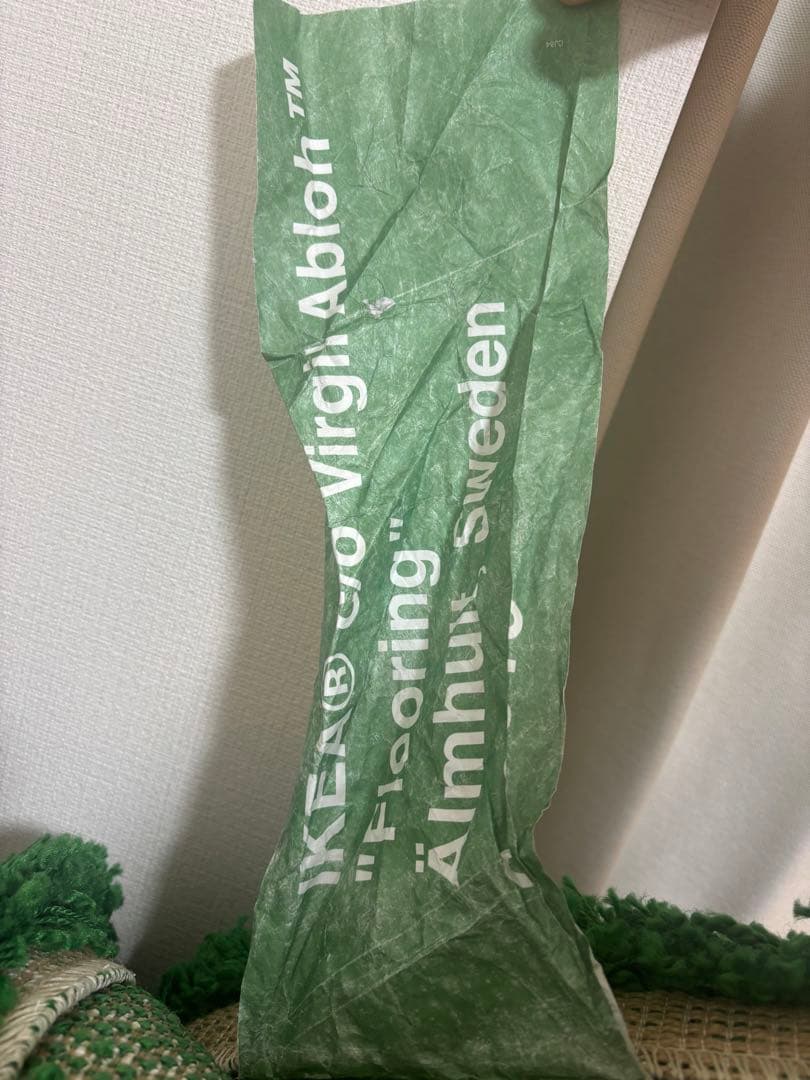 IKEA® c/o Virgil Abloh™
"Flooring"
Älmhult, Sweden